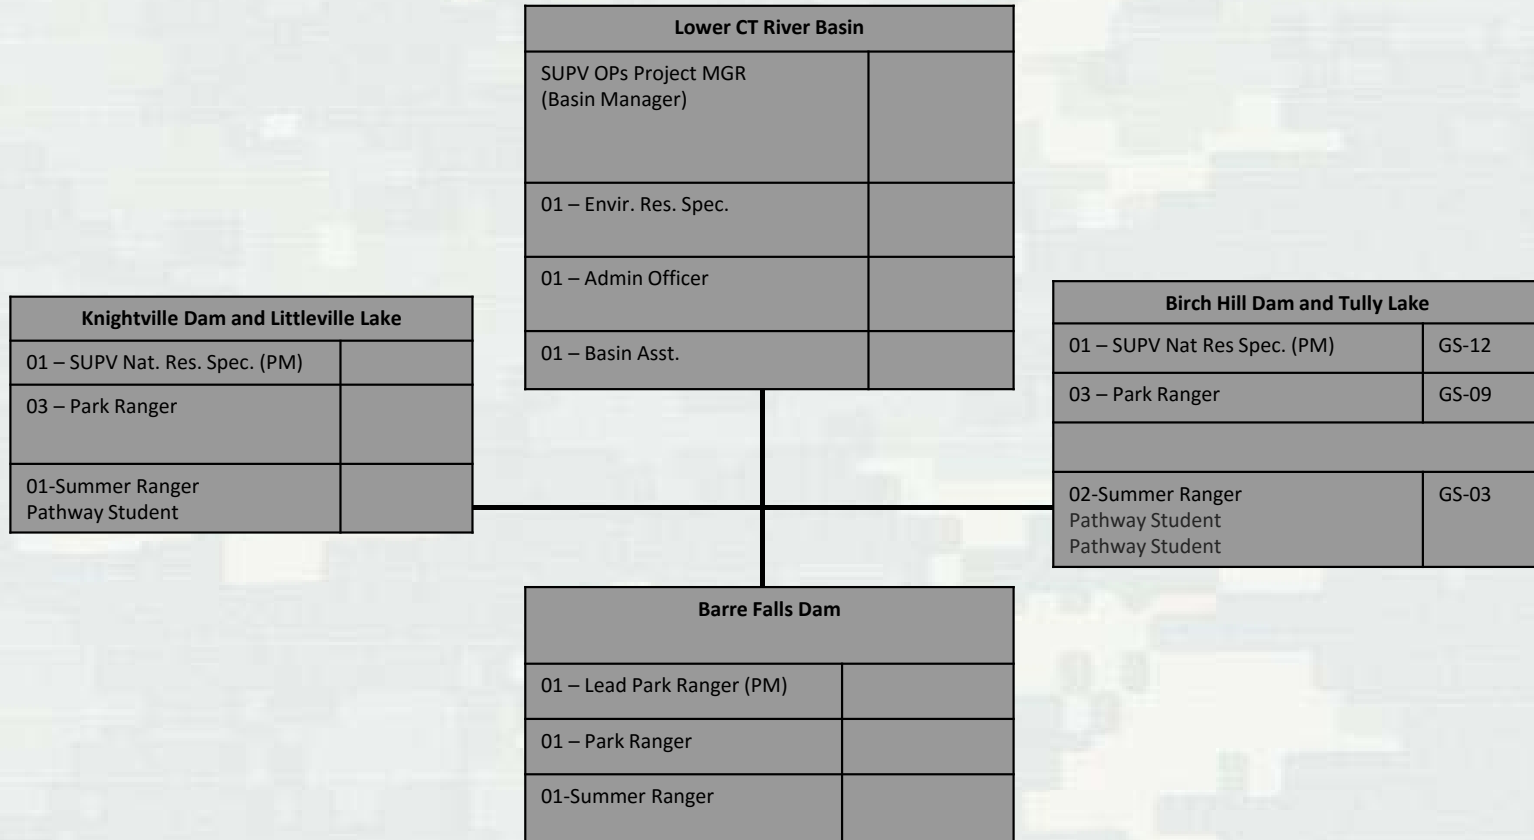 Lower CT River Basin
SUPV OPs Project MGR
(Basin Manager)
01 – Envir. Res. Spec.
01 – Admin Officer
01 – Basin Asst.
Knightville Dam and Littleville Lake
01 – SUPV Nat. Res. Spec. (PM)
03 – Park Ranger
01-Summer Ranger
Pathway Student
Birch Hill Dam and Tully Lake
01 – SUPV Nat Res Spec. (PM) GS-12
03 – Park Ranger GS-09
02-Summer Ranger GS-03
Pathway Student
Pathway Student
Barre Falls Dam
01 – Lead Park Ranger (PM)
01 – Park Ranger
01-Summer Ranger